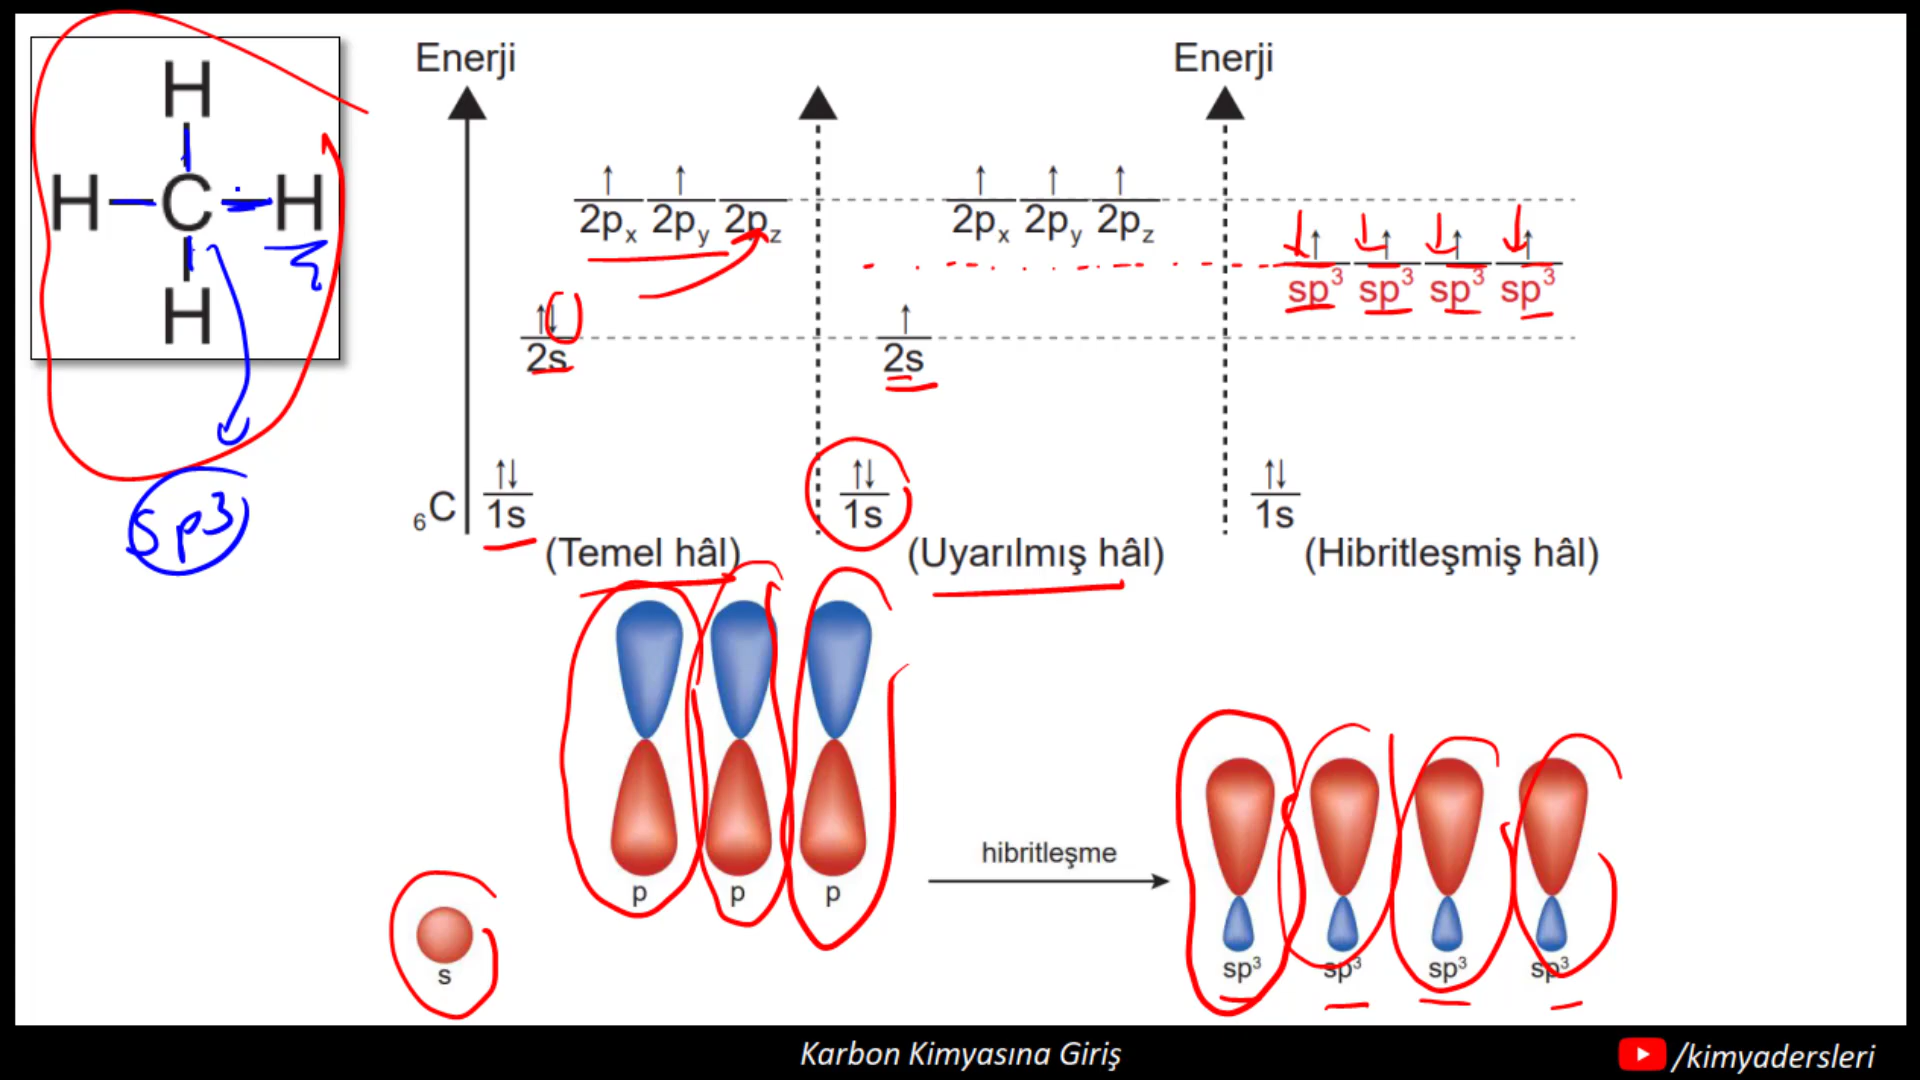 H
H C H
H
sp3
Enerji
Enerji
↑ ↑
2px 2py 2pz
↑ ↑ ↑
2px 2py 2pz
↑ ↑ ↑ ↑
sp³ sp³ sp³ sp³
↑↓
2s
↑
2s
₆C
↑↓
1s
↑↓
1s
↑↓
1s
(Temel hâl)
(Uyarılmış hâl)
(Hibritleşmiş hâl)
s
p p p
hibritleşme
sp³ sp³ sp³ sp³
Karbon Kimyasına Giriş
/kimyadersleri